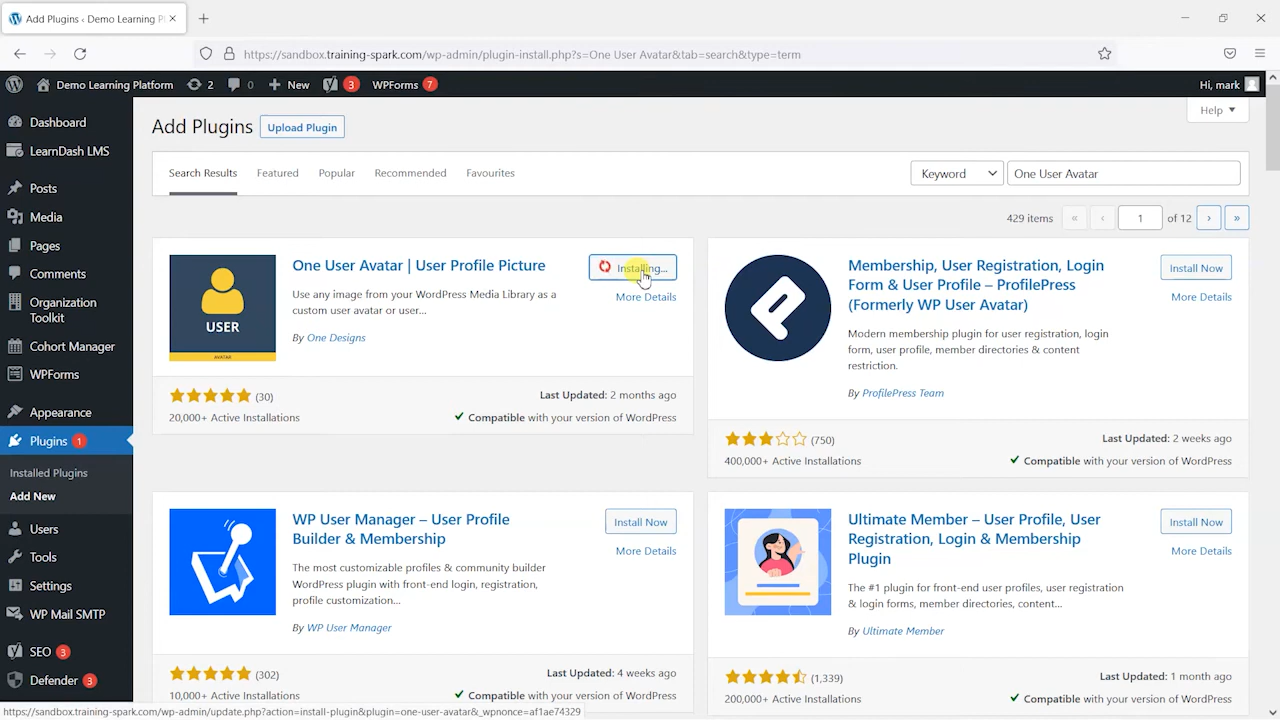 Add Plugins ‹ Demo Learning Pl
https://sandbox.training-spark.com/wp-admin/plugin-install.php?s=One User Avatar&tab=search&type=term
Demo Learning Platform
2
0
New
3
WPForms
7
Hi, mark
Dashboard
LearnDash LMS
Posts
Media
Pages
Comments
Organization
Toolkit
Cohort Manager
WPForms
Appearance
Plugins 1
Installed Plugins
Add New
Users
Tools
Settings
WP Mail SMTP
SEO 3
Defender 3
Help
Add Plugins
Upload Plugin
Search Results
Featured
Popular
Recommended
Favourites
Keyword
One User Avatar
429 items « ‹ 1 of 12 › »
USER
AVATAR
One User Avatar | User Profile Picture
Installing...
More Details
Use any image from your WordPress Media Library as a
custom user avatar or user...
By One Designs
(30)
Last Updated: 2 months ago
20,000+ Active Installations
Compatible with your version of WordPress
Membership, User Registration, Login
Form & User Profile – ProfilePress
(Formerly WP User Avatar)
Install Now
More Details
Modern membership plugin for user registration, login
form, user profile, member directories & content
restriction.
By ProfilePress Team
(750)
Last Updated: 2 weeks ago
400,000+ Active Installations
Compatible with your version of WordPress
WP User Manager – User Profile
Builder & Membership
Install Now
More Details
The most customizable profiles & community builder
WordPress plugin with front-end login, registration,
profile customization...
By WP User Manager
(302)
Last Updated: 4 weeks ago
10,000+ Active Installations
Compatible with your version of WordPress
Ultimate Member – User Profile, User
Registration, Login & Membership
Plugin
Install Now
More Details
The #1 plugin for front-end user profiles, user registration
& login forms, member directories, content...
By Ultimate Member
(1,339)
Last Updated: 1 month ago
200,000+ Active Installations
Compatible with your version of WordPress
https://sandbox.training-spark.com/wp-admin/update.php?action=install-plugin&plugin=one-user-avatar&_wpnonce=af1ae74329